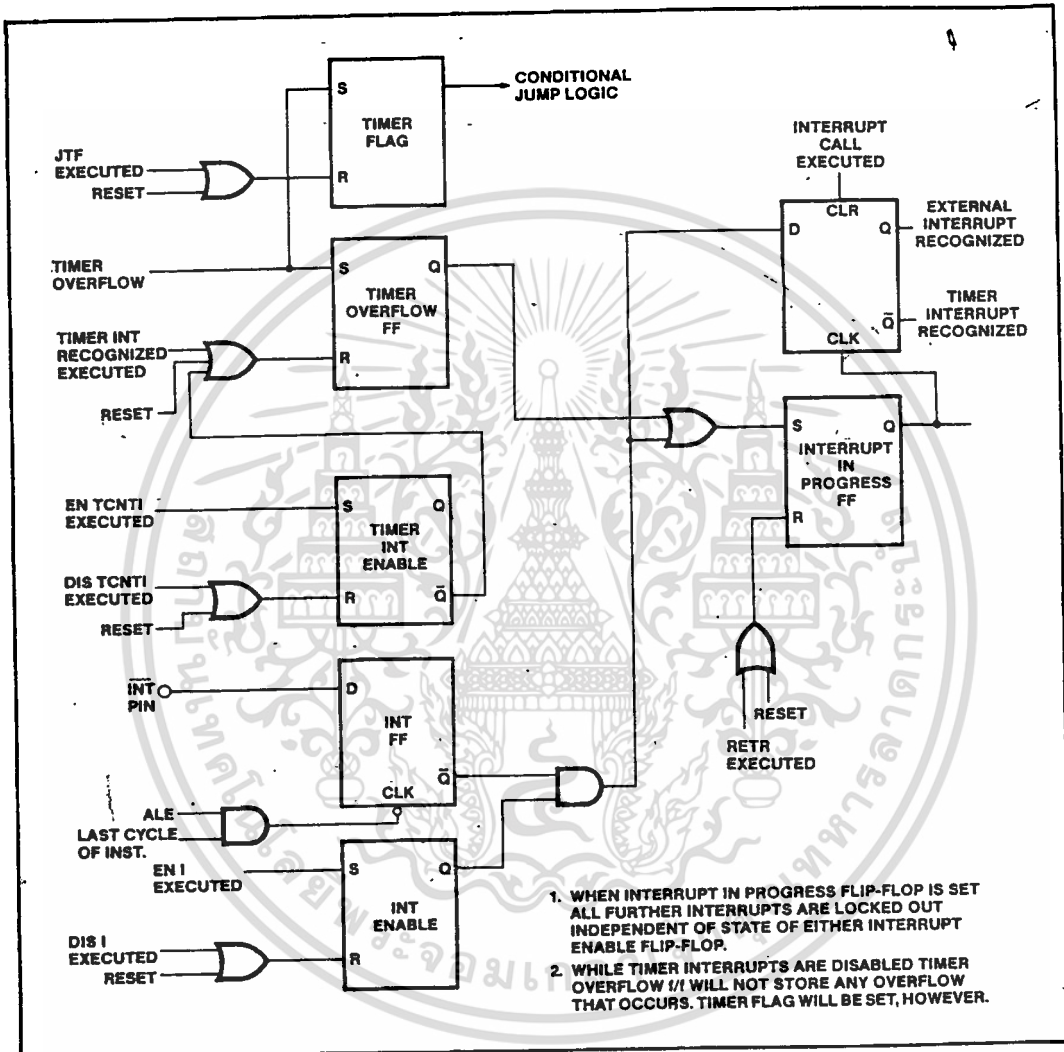 S
TIMER
FLAG
R
CONDITIONAL
JUMP LOGIC
JTF
EXECUTED
RESET
TIMER
OVERFLOW
S
Q
TIMER
OVERFLOW
FF
R
TIMER INT
RECOGNIZED
EXECUTED
RESET
EN TCNTI
EXECUTED
S
Q
TIMER
INT
ENABLE
R
Q̅
DIS TCNTI
EXECUTED
RESET
I̅N̅T̅
PIN
D
INT
FF
Q̅
CLK
ALE
LAST CYCLE
OF INST.
EN I
EXECUTED
S
Q
INT
ENABLE
R
DIS I
EXECUTED
RESET
INTERRUPT
CALL
EXECUTED
CLR
D
Q
EXTERNAL
INTERRUPT
RECOGNIZED
Q̅
TIMER
INTERRUPT
RECOGNIZED
CLK
S
Q
INTERRUPT
IN
PROGRESS
FF
R
RESET
RETR
EXECUTED
1. WHEN INTERRUPT IN PROGRESS FLIP-FLOP IS SET
ALL FURTHER INTERRUPTS ARE LOCKED OUT
INDEPENDENT OF STATE OF EITHER INTERRUPT
ENABLE FLIP-FLOP.
2. WHILE TIMER INTERRUPTS ARE DISABLED TIMER
OVERFLOW f/f WILL NOT STORE ANY OVERFLOW
THAT OCCURS. TIMER FLAG WILL BE SET, HOWEVER.